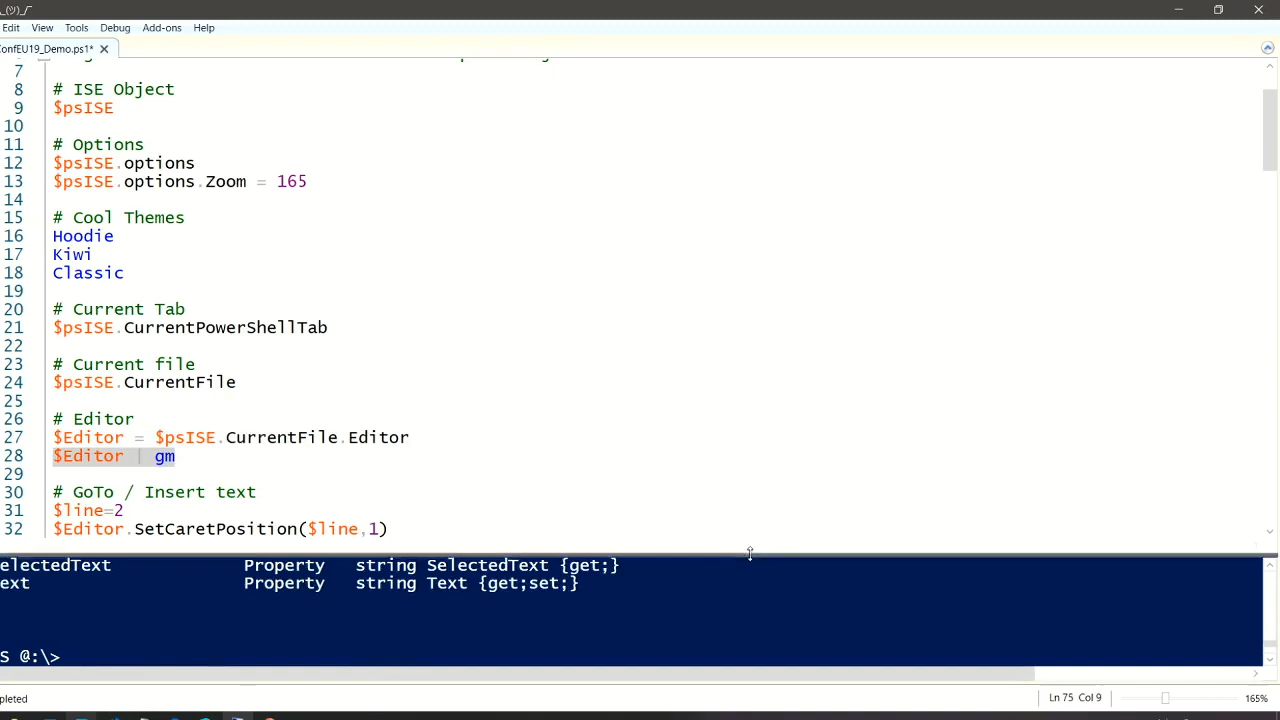 Edit View Tools Debug Add-ons Help
onfEU19_Demo.ps1*
7
8 # ISE Object
9 $psISE
10
11 # Options
12 $psISE.options
13 $psISE.options.Zoom = 165
14
15 # Cool Themes
16 Hoodie
17 Kiwi
18 Classic
19
20 # Current Tab
21 $psISE.CurrentPowerShellTab
22
23 # Current file
24 $psISE.CurrentFile
25
26 # Editor
27 $Editor = $psISE.CurrentFile.Editor
28 $Editor | gm
29
30 # GoTo / Insert text
31 $line=2
32 $Editor.SetCaretPosition($line,1)
electedText Property string SelectedText {get;}
ext Property string Text {get;set;}
S @:\>
pleted Ln 75 Col 9 165%